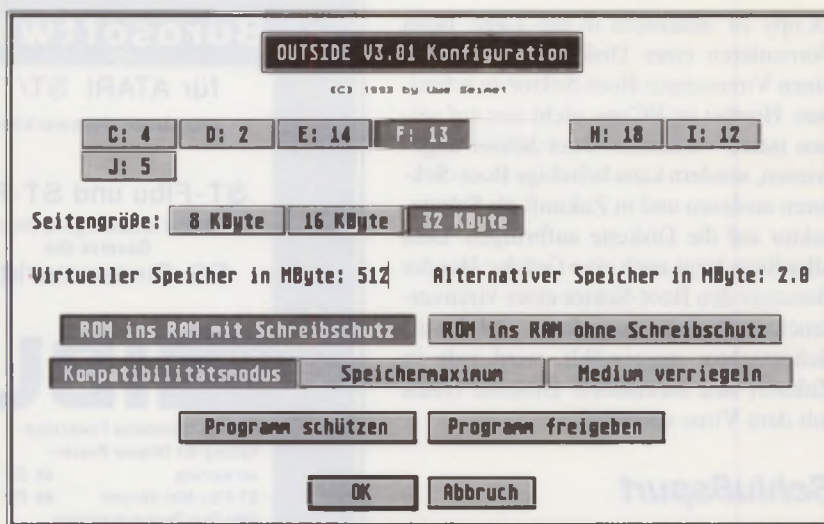 OUTSIDE V3.01 Konfiguration
(C) 1993 by Uwe Seimet
C: 4 D: 2 E: 14 F: 13 H: 18 I: 12
J: 5
Seitengröße: 8 KByte 16 KByte 32 KByte
Virtueller Speicher in MByte: 512 Alternativer Speicher in MByte: 2.0
ROM ins RAM mit Schreibschutz ROM ins RAM ohne Schreibschutz
Kompatibilitätsmodus Speichermaximum Medium verriegeln
Programm schützen Programm freigeben
OK Abbruch